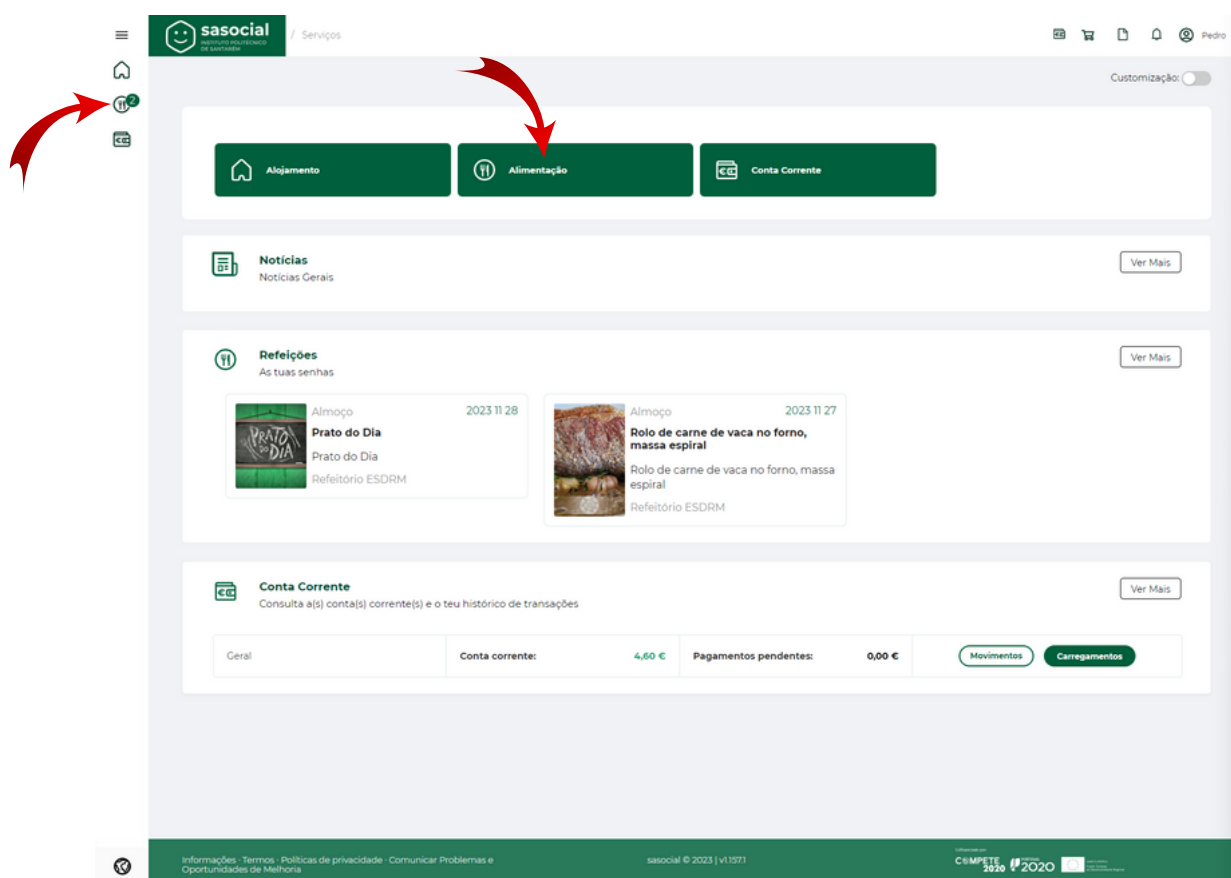 sasocial
INSTITUTO POLITÉCNICO
DE SANTARÉM
/ Serviços
Pedro
Customização:
2
Alojamento
Alimentação
Conta Corrente
Notícias
Notícias Gerais
Ver Mais
Refeições
As tuas senhas
Ver Mais
Almoço 2023 11 28
PRATO
DO
DIA
Prato do Dia
Prato do Dia
Refeitório ESDRM
Almoço 2023 11 27
Rolo de carne de vaca no forno,
massa espiral
Rolo de carne de vaca no forno, massa
espiral
Refeitório ESDRM
Conta Corrente
Consulta a(s) conta(s) corrente(s) e o teu histórico de transações
Ver Mais
Geral Conta corrente: 4,60 € Pagamentos pendentes: 0,00 € Movimentos Carregamentos
Informações · Termos · Políticas de privacidade · Comunicar Problemas e
Oportunidades de Melhoria
sasocial © 2023 | v1.157.1
COMPETE
2020
2020